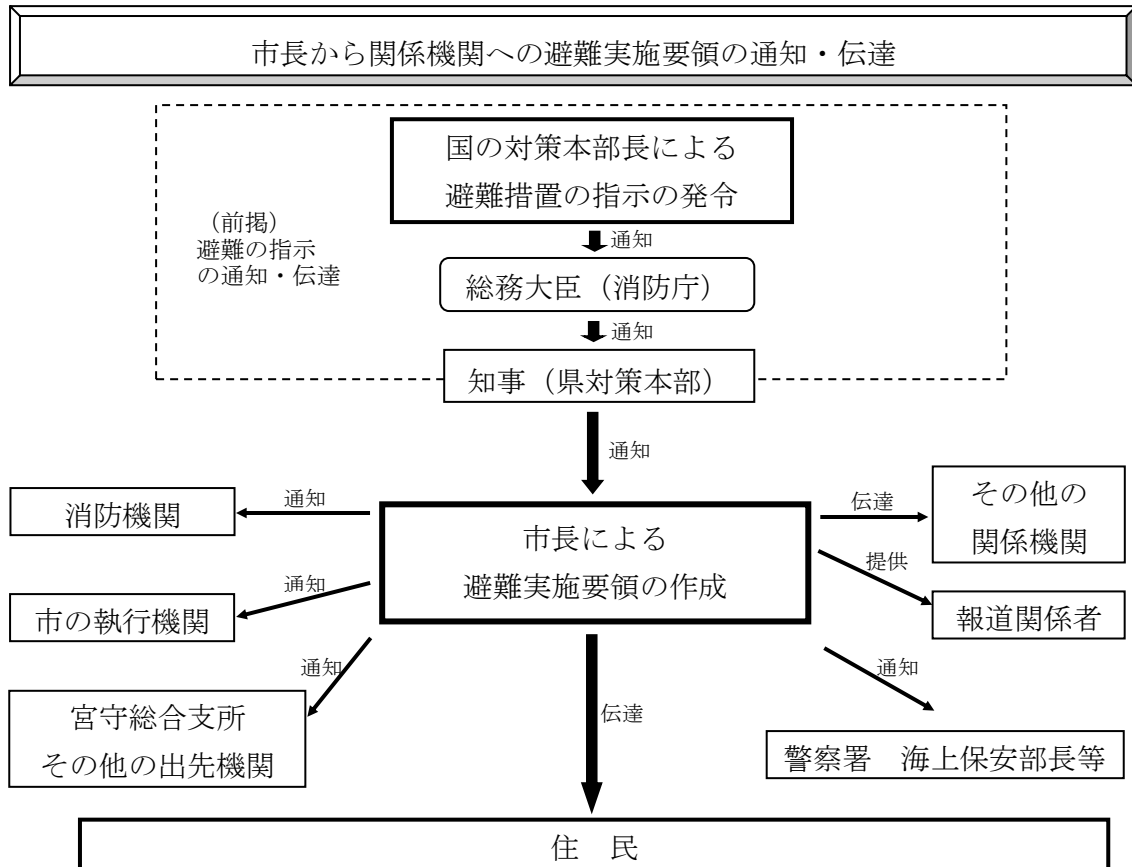 市長から関係機関への避難実施要領の通知・伝達
国の対策本部長による
避難措置の指示の発令
(前掲)
避難の指示
の通知・伝達
通知
総務大臣（消防庁）
通知
知事（県対策本部）
通知
消防機関
通知
市長による
避難実施要領の作成
伝達
その他の
関係機関
提供
報道関係者
通知
市の執行機関
通知
宮守総合支所
その他の出先機関
伝達
通知
警察署　海上保安部長等
住　民